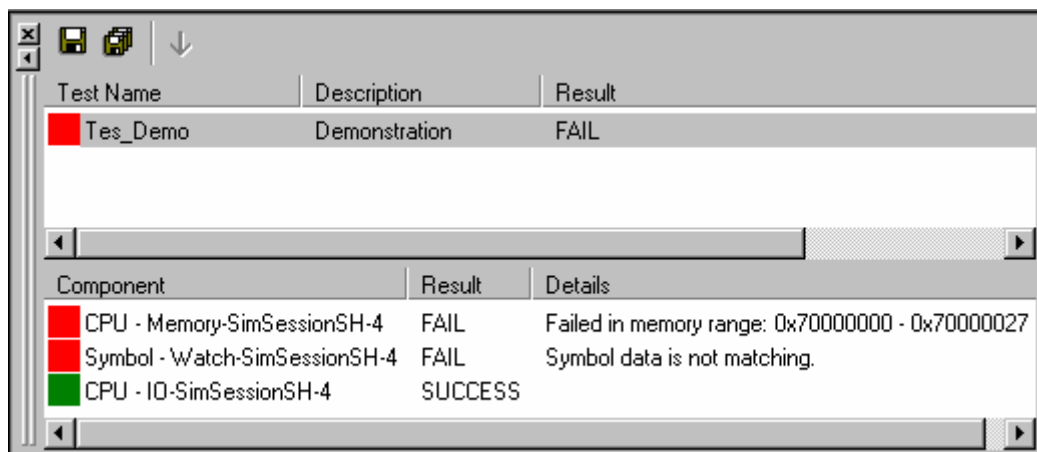 Test Name Description Result
Tes_Demo Demonstration FAIL
Component Result Details
CPU - Memory-SimSessionSH-4 FAIL Failed in memory range: 0x70000000 - 0x70000027
Symbol - Watch-SimSessionSH-4 FAIL Symbol data is not matching.
CPU - IO-SimSessionSH-4 SUCCESS